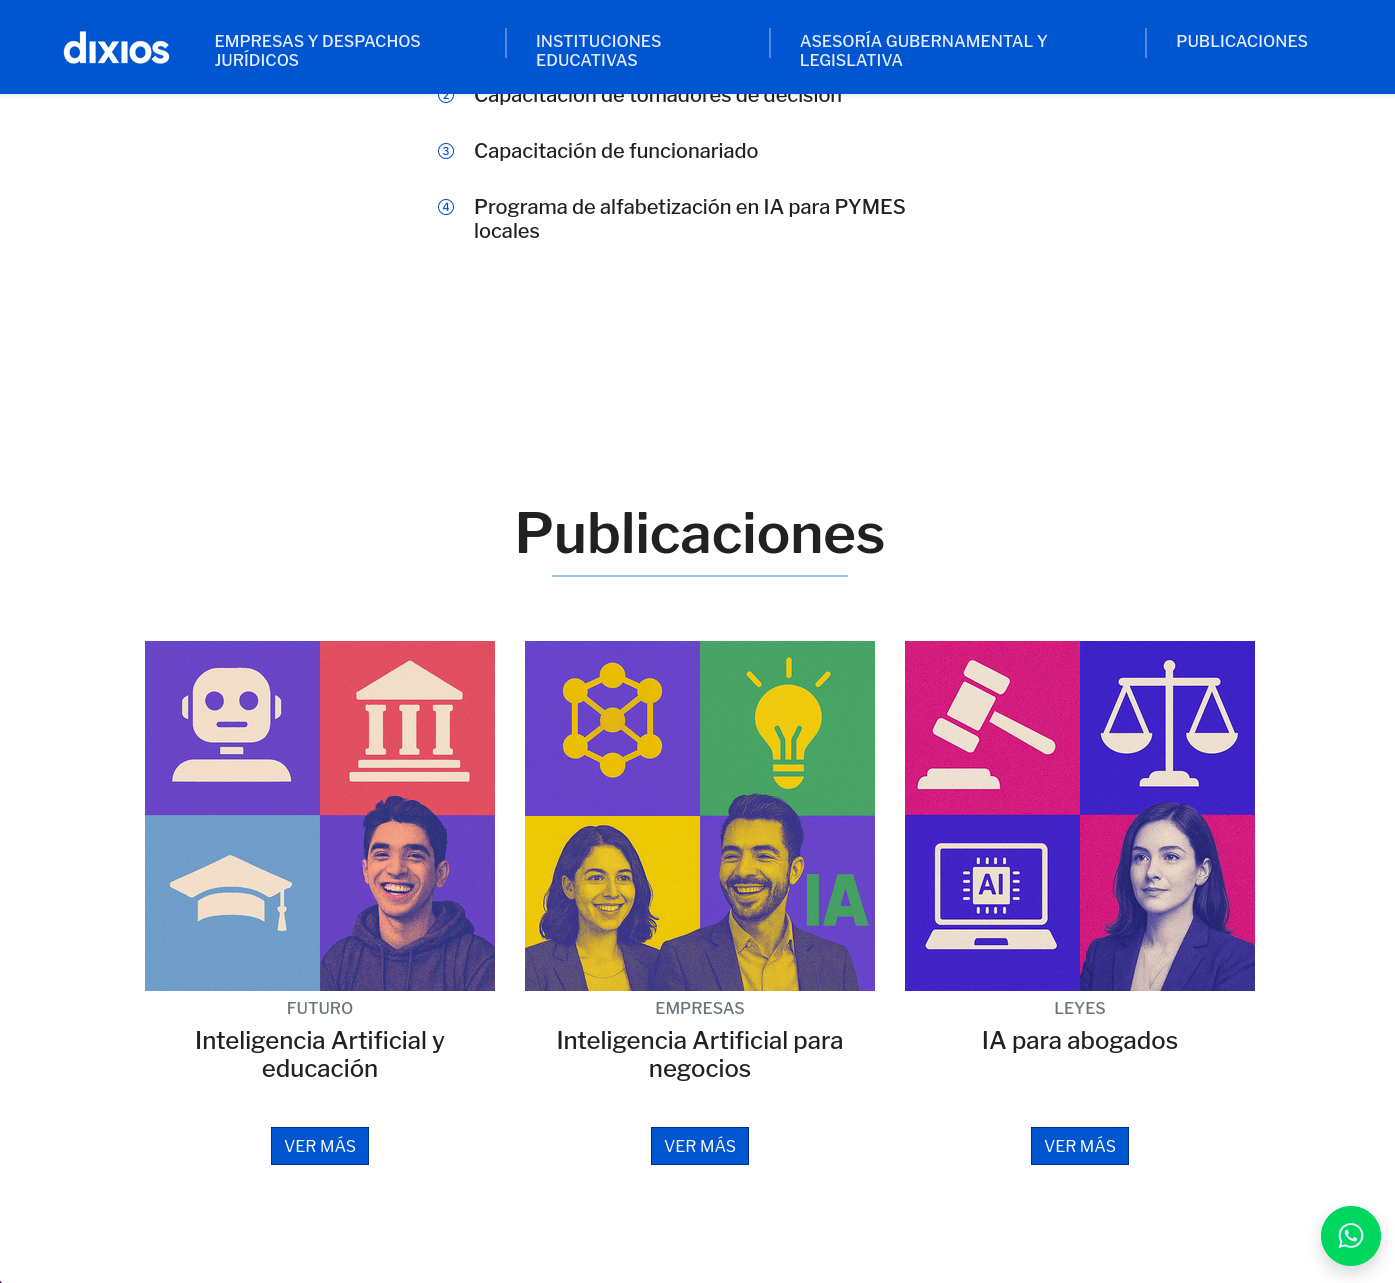 dixios
EMPRESAS Y DESPACHOS
JURÍDICOS
INSTITUCIONES
EDUCATIVAS
ASESORÍA GUBERNAMENTAL Y
LEGISLATIVA
PUBLICACIONES
2 Capacitación de tomadores de decisión
3 Capacitación de funcionariado
4 Programa de alfabetización en IA para PYMES
locales
Publicaciones
IA
AI
FUTURO
Inteligencia Artificial y
educación
VER MÁS
EMPRESAS
Inteligencia Artificial para
negocios
VER MÁS
LEYES
IA para abogados
VER MÁS